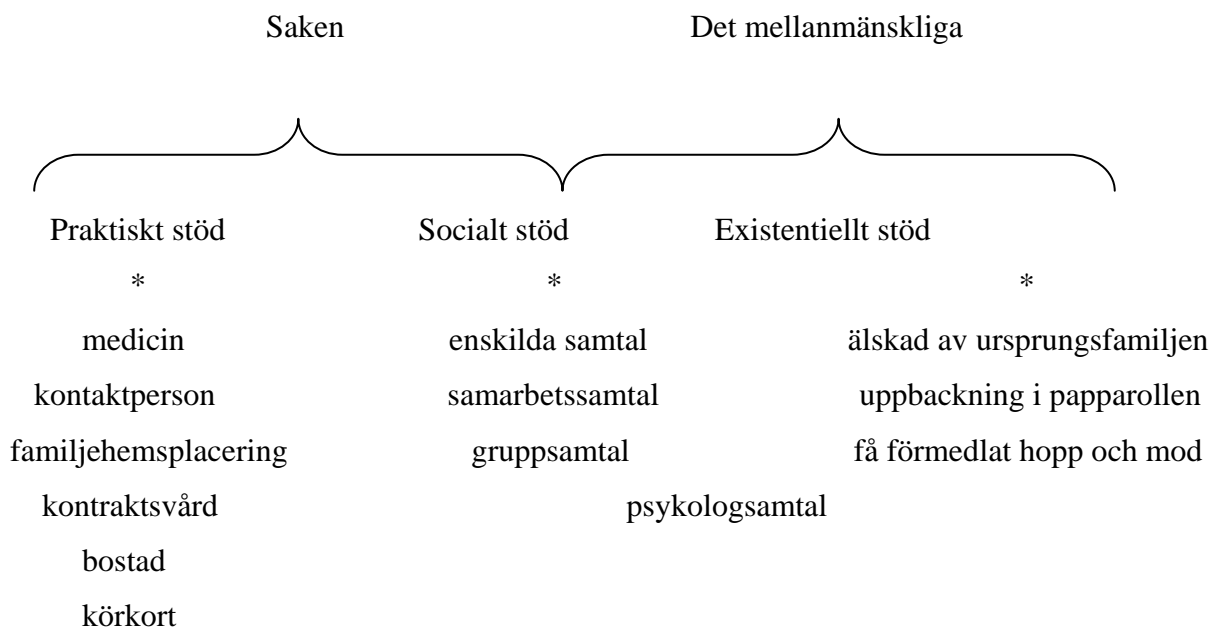 Saken Det mellanmänskliga
Praktiskt stöd Socialt stöd Existentiellt stöd
* * *
medicin enskilda samtal älskad av ursprungsfamiljen
kontaktperson samarbetssamtal uppbackning i papparollen
familjehemsplacering gruppsamtal få förmedlat hopp och mod
kontraktsvård psykologsamtal
bostad
körkort